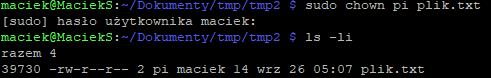 maciek@MaciekS:~/Dokumenty/tmp/tmp2 $ sudo chown pi plik.txt
[sudo] hasło użytkownika maciek:
maciek@MaciekS:~/Dokumenty/tmp/tmp2 $ ls -li
razem 4
39730 -rw-r--r-- 2 pi maciek 14 wrz 26 05:07 plik.txt